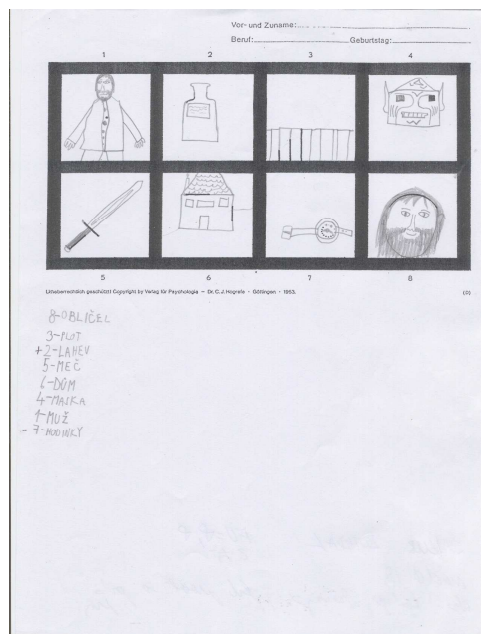 Vor- und Zuname:
Beruf: Geburtstag:
1 2 3 4
5 6 7 8
Urheberrechtlich geschützt Copyright by Verlag für Psychologie – Dr. C. J. Hogrefe · Göttingen · 1953.
8-OBLIČEJ
3-PLOT
+2-LAHEV
5-MEČ
6-DŮM
4-MASKA
1-MUŽ
-7-HODINKY